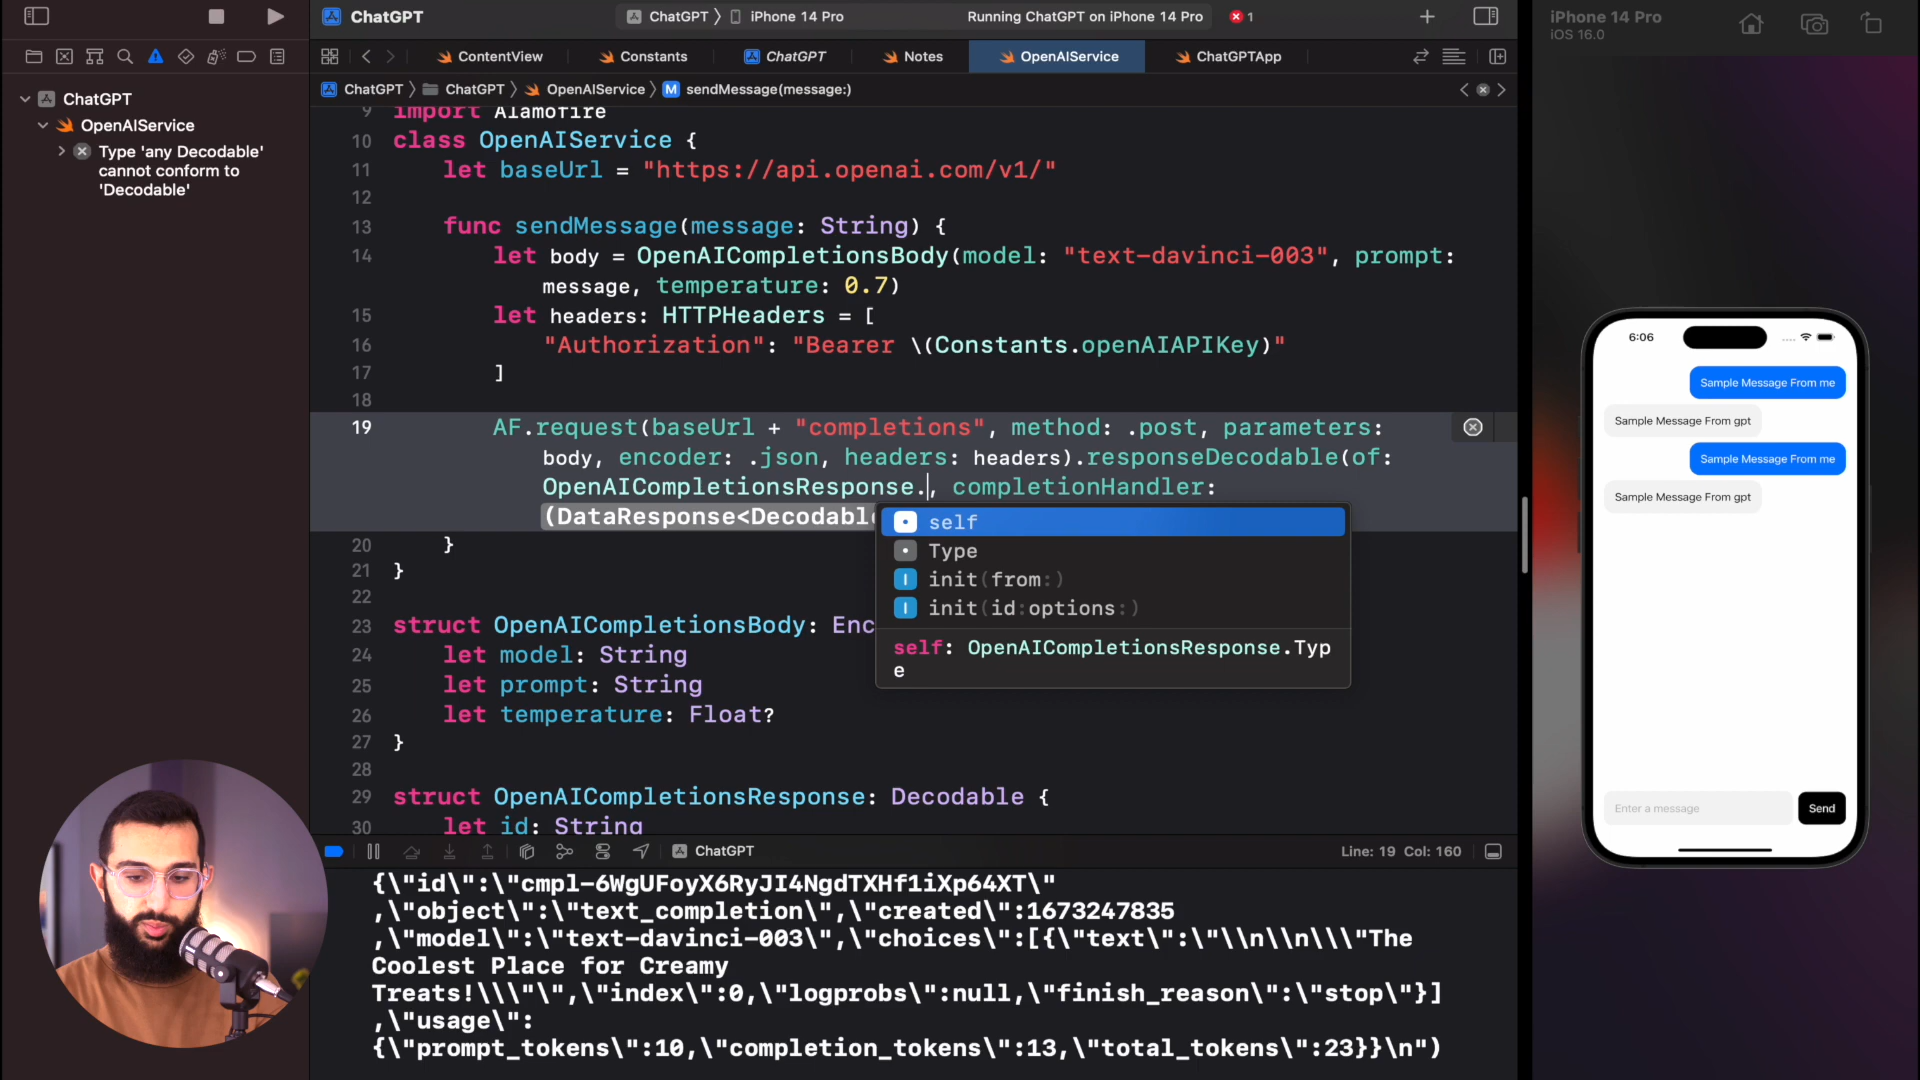 ChatGPT
ChatGPT
iPhone 14 Pro
Running ChatGPT on iPhone 14 Pro
1
iPhone 14 Pro
iOS 16.0
ContentView
Constants
ChatGPT
Notes
OpenAIService
ChatGPTApp
ChatGPT
ChatGPT
OpenAIService
M sendMessage(message:)
ChatGPT
OpenAIService
Type 'any Decodable'
cannot conform to
'Decodable'
9 import Alamofire
10 class OpenAIService {
11 let baseUrl = "https://api.openai.com/v1/"
12
13 func sendMessage(message: String) {
14 let body = OpenAICompletionsBody(model: "text-davinci-003", prompt:
message, temperature: 0.7)
15 let headers: HTTPHeaders = [
16 "Authorization": "Bearer \(Constants.openAIAPIKey)"
17 ]
18
19 AF.request(baseUrl + "completions", method: .post, parameters:
body, encoder: .json, headers: headers).responseDecodable(of:
OpenAICompletionsResponse., completionHandler:
(DataResponse<Decodable
20 }
21 }
22
23 struct OpenAICompletionsBody: Enc
24 let model: String
25 let prompt: String
26 let temperature: Float?
27 }
28
29 struct OpenAICompletionsResponse: Decodable {
30 let id: String
self
Type
I init(from:)
I init(id:options:)
self: OpenAICompletionsResponse.Typ
e
ChatGPT
Line: 19 Col: 160
{\"id\":\"cmpl-6WgUFoyX6RyJI4NgdTXHf1iXp64XT\"
,\"object\":\"text_completion\",\"created\":1673247835
,\"model\":\"text-davinci-003\",\"choices\":[{\"text\":\"\\n\\n\\\"The
Coolest Place for Creamy
Treats!\\\"\",\"index\":0,\"logprobs\":null,\"finish_reason\":\"stop\"}]
,\"usage\":
{\"prompt_tokens\":10,\"completion_tokens\":13,\"total_tokens\":23}}\n")
6:06
Sample Message From me
Sample Message From gpt
Sample Message From me
Sample Message From gpt
Enter a message
Send